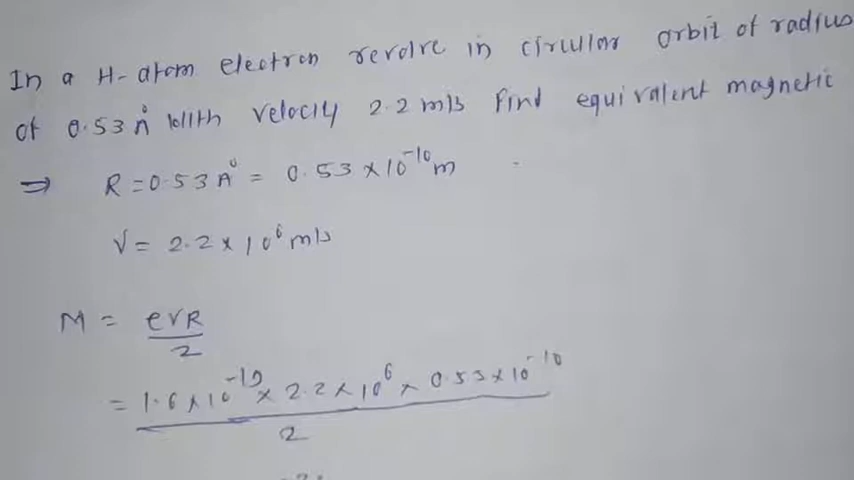 In a H-atom electron revolve in circular orbit of radius
of 0.53 A° with velocity 2.2 m/s find equivalent magnetic
⇒ R = 0.53 A° = 0.53 × 10⁻¹⁰ m
V = 2.2 × 10⁶ m/s
M = eVR
2
= 1.6 × 10⁻¹⁹ × 2.2 × 10⁶ × 0.53 × 10⁻¹⁰
2